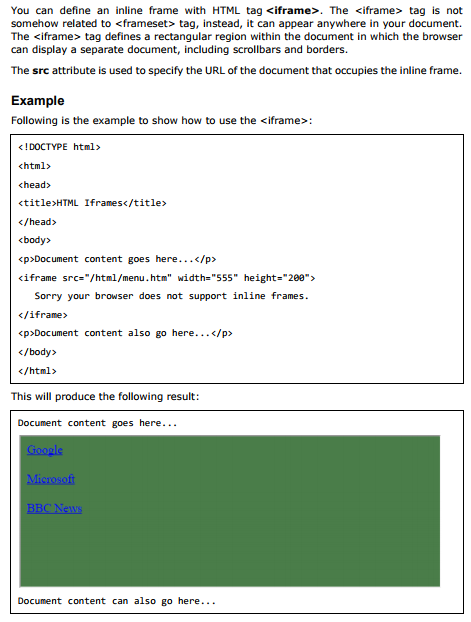 You can define an inline frame with HTML tag <iframe>. The <iframe> tag is not
somehow related to <frameset> tag, instead, it can appear anywhere in your document.
The <iframe> tag defines a rectangular region within the document in which the browser
can display a separate document, including scrollbars and borders.
The src attribute is used to specify the URL of the document that occupies the inline frame.
Example
Following is the example to show how to use the <iframe>:
<!DOCTYPE html>
<html>
<head>
<title>HTML Iframes</title>
</head>
<body>
<p>Document content goes here...</p>
<iframe src="/html/menu.htm" width="555" height="200">
Sorry your browser does not support inline frames.
</iframe>
<p>Document content also go here...</p>
</body>
</html>
This will produce the following result:
Document content goes here...
Google
Microsoft
BBC News
Document content can also go here...